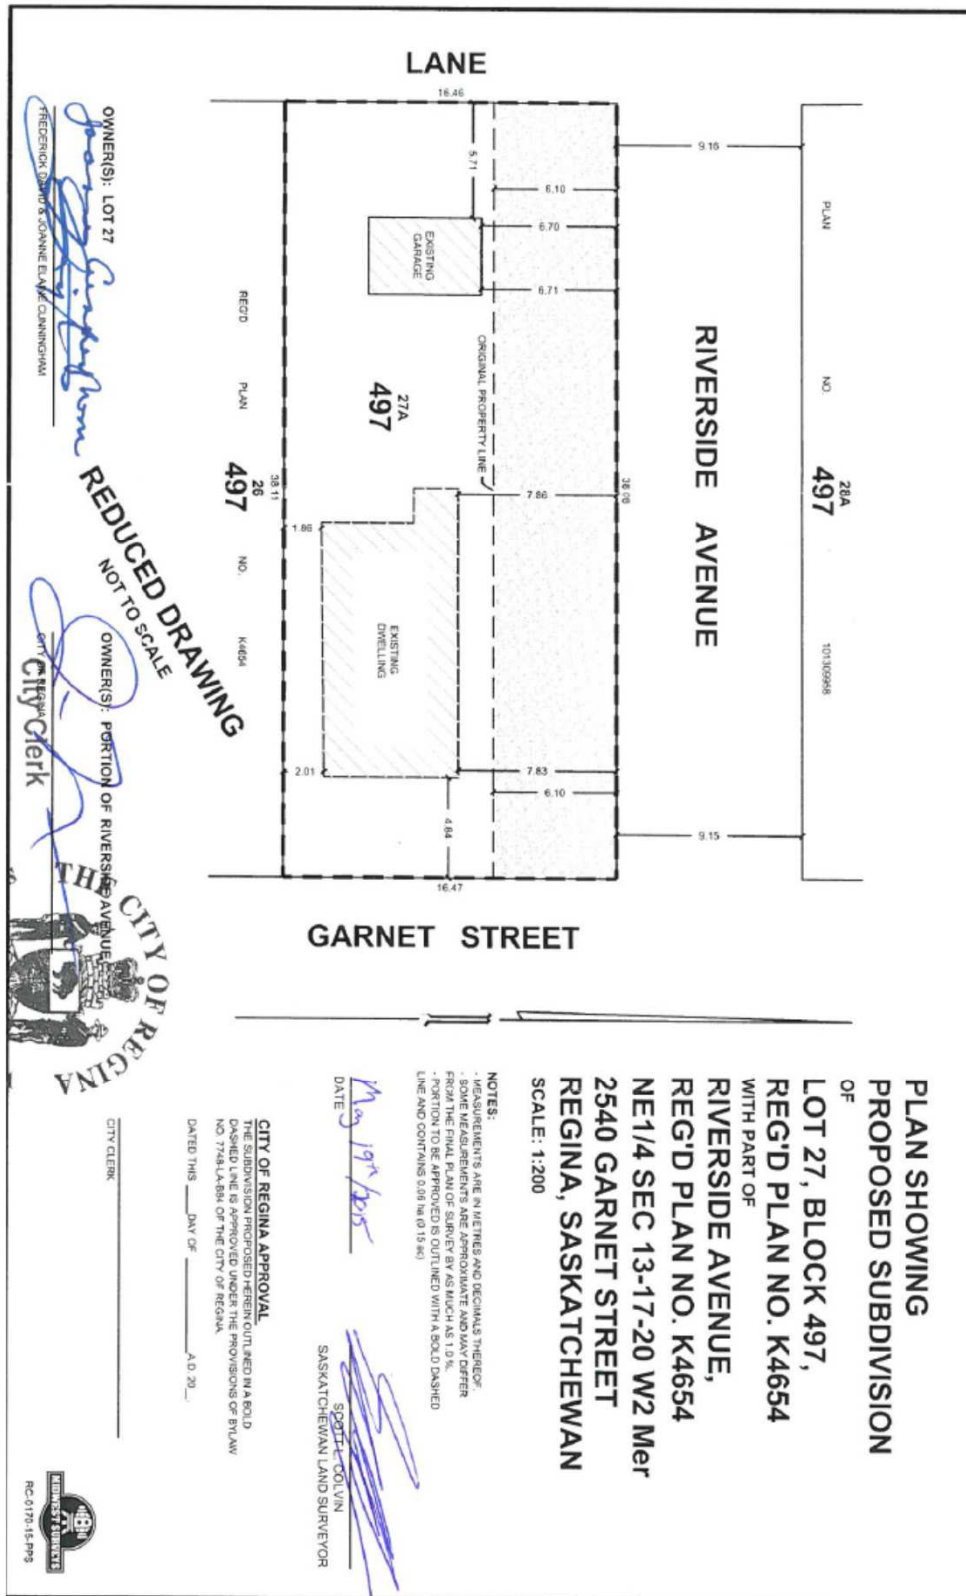 PLAN SHOWING
PROPOSED SUBDIVISION
OF
LOT 27, BLOCK 497,
REG'D PLAN NO. K4654
WITH PART OF
RIVERSIDE AVENUE,
REG'D PLAN NO. K4654
NE1/4 SEC 13-17-20 W2 Mer
2540 GARNET STREET
REGINA, SASKATCHEWAN
SCALE: 1:200
NOTES:
- MEASUREMENTS ARE IN METRES AND DECIMALS THEREOF.
- SOME MEASUREMENTS ARE APPROXIMATE AND MAY DIFFER
FROM THE FINAL PLAN OF SURVEY BY AS MUCH AS 1.0 %.
- PORTION TO BE APPROVED IS OUTLINED WITH A BOLD DASHED
LINE AND CONTAINS 0.06 ha (0.15 ac)
May 19th/2015
DATE
SCOTT L. COLVIN
SASKATCHEWAN LAND SURVEYOR
CITY OF REGINA APPROVAL
THE SUBDIVISION PROPOSED HEREIN OUTLINED IN A BOLD
DASHED LINE IS APPROVED UNDER THE PROVISIONS OF BYLAW
NO. 7748-LA-B84 OF THE CITY OF REGINA.
DATED THIS ____ DAY OF ________ A.D. 20__.
CITY CLERK
MIDWEST SURVEYS
RC-0170-15-PPS
LANE
16.46
PLAN NO. 101309958
28A
497
9.16
9.15
RIVERSIDE AVENUE
38.08
6.10
6.70
6.71
5.71
EXISTING
GARAGE
ORIGINAL PROPERTY LINE
7.86
7.83
6.10
27A
497
EXISTING
DWELLING
1.98
2.01
4.84
16.47
38.11
26
497
REG'D PLAN NO. K4654
GARNET STREET
REDUCED DRAWING
NOT TO SCALE
OWNER(S): LOT 27
FREDERICK DAVID & JOANNE ELAINE CUNNINGHAM
OWNER(S): PORTION OF RIVERSIDE AVENUE
CITY OF REGINA
City Clerk
THE CITY OF REGINA